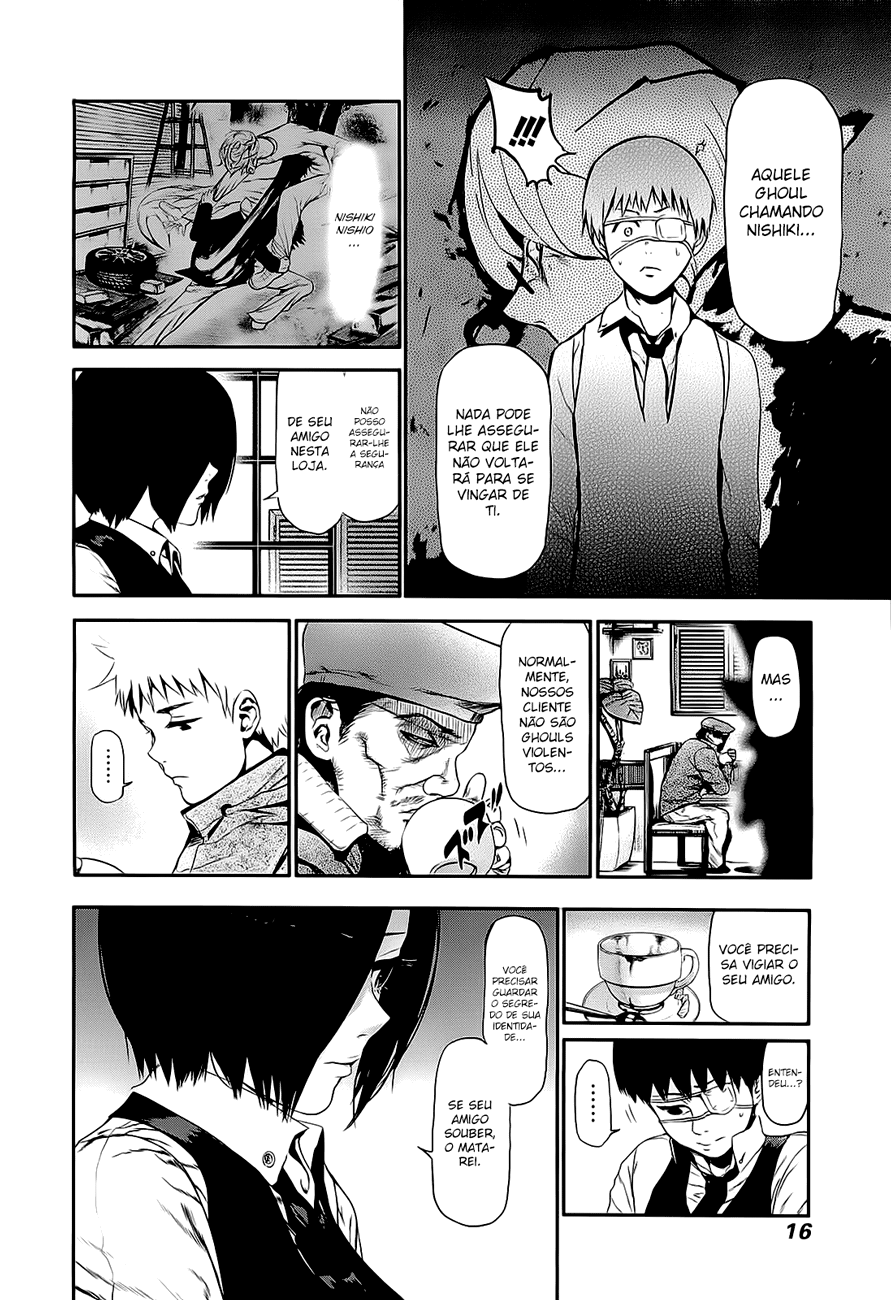 !!!
AQUELE
GHOUL
CHAMANDO
NISHIKI...
NADA PODE
LHE ASSEGU-
RAR QUE ELE
NÃO VOLTA-
RÁ PARA SE
VINGAR DE
TI.
NISHIKI
NISHIO
...
NÃO
POSSO
ASSEGU-
RAR-LHE
A SEGU-
RANÇA
DE SEU
AMIGO
NESTA
LOJA.
MAS
...
NORMAL-
MENTE,
NOSSOS
CLIENTE
NÃO SÃO
GHOULS
VIOLEN-
TOS...
ズズ
......
VOCÊ PRECI-
SA VIGIAR O
SEU AMIGO.
ENTEN-
DEU...?
......
VOCÊ
PRECISAR
GUARDAR
O SEGRE-
DO DE SUA
IDENTIDA-
DE...
SE SEU
AMIGO
SOUBER,
O MATA-
REI.
16